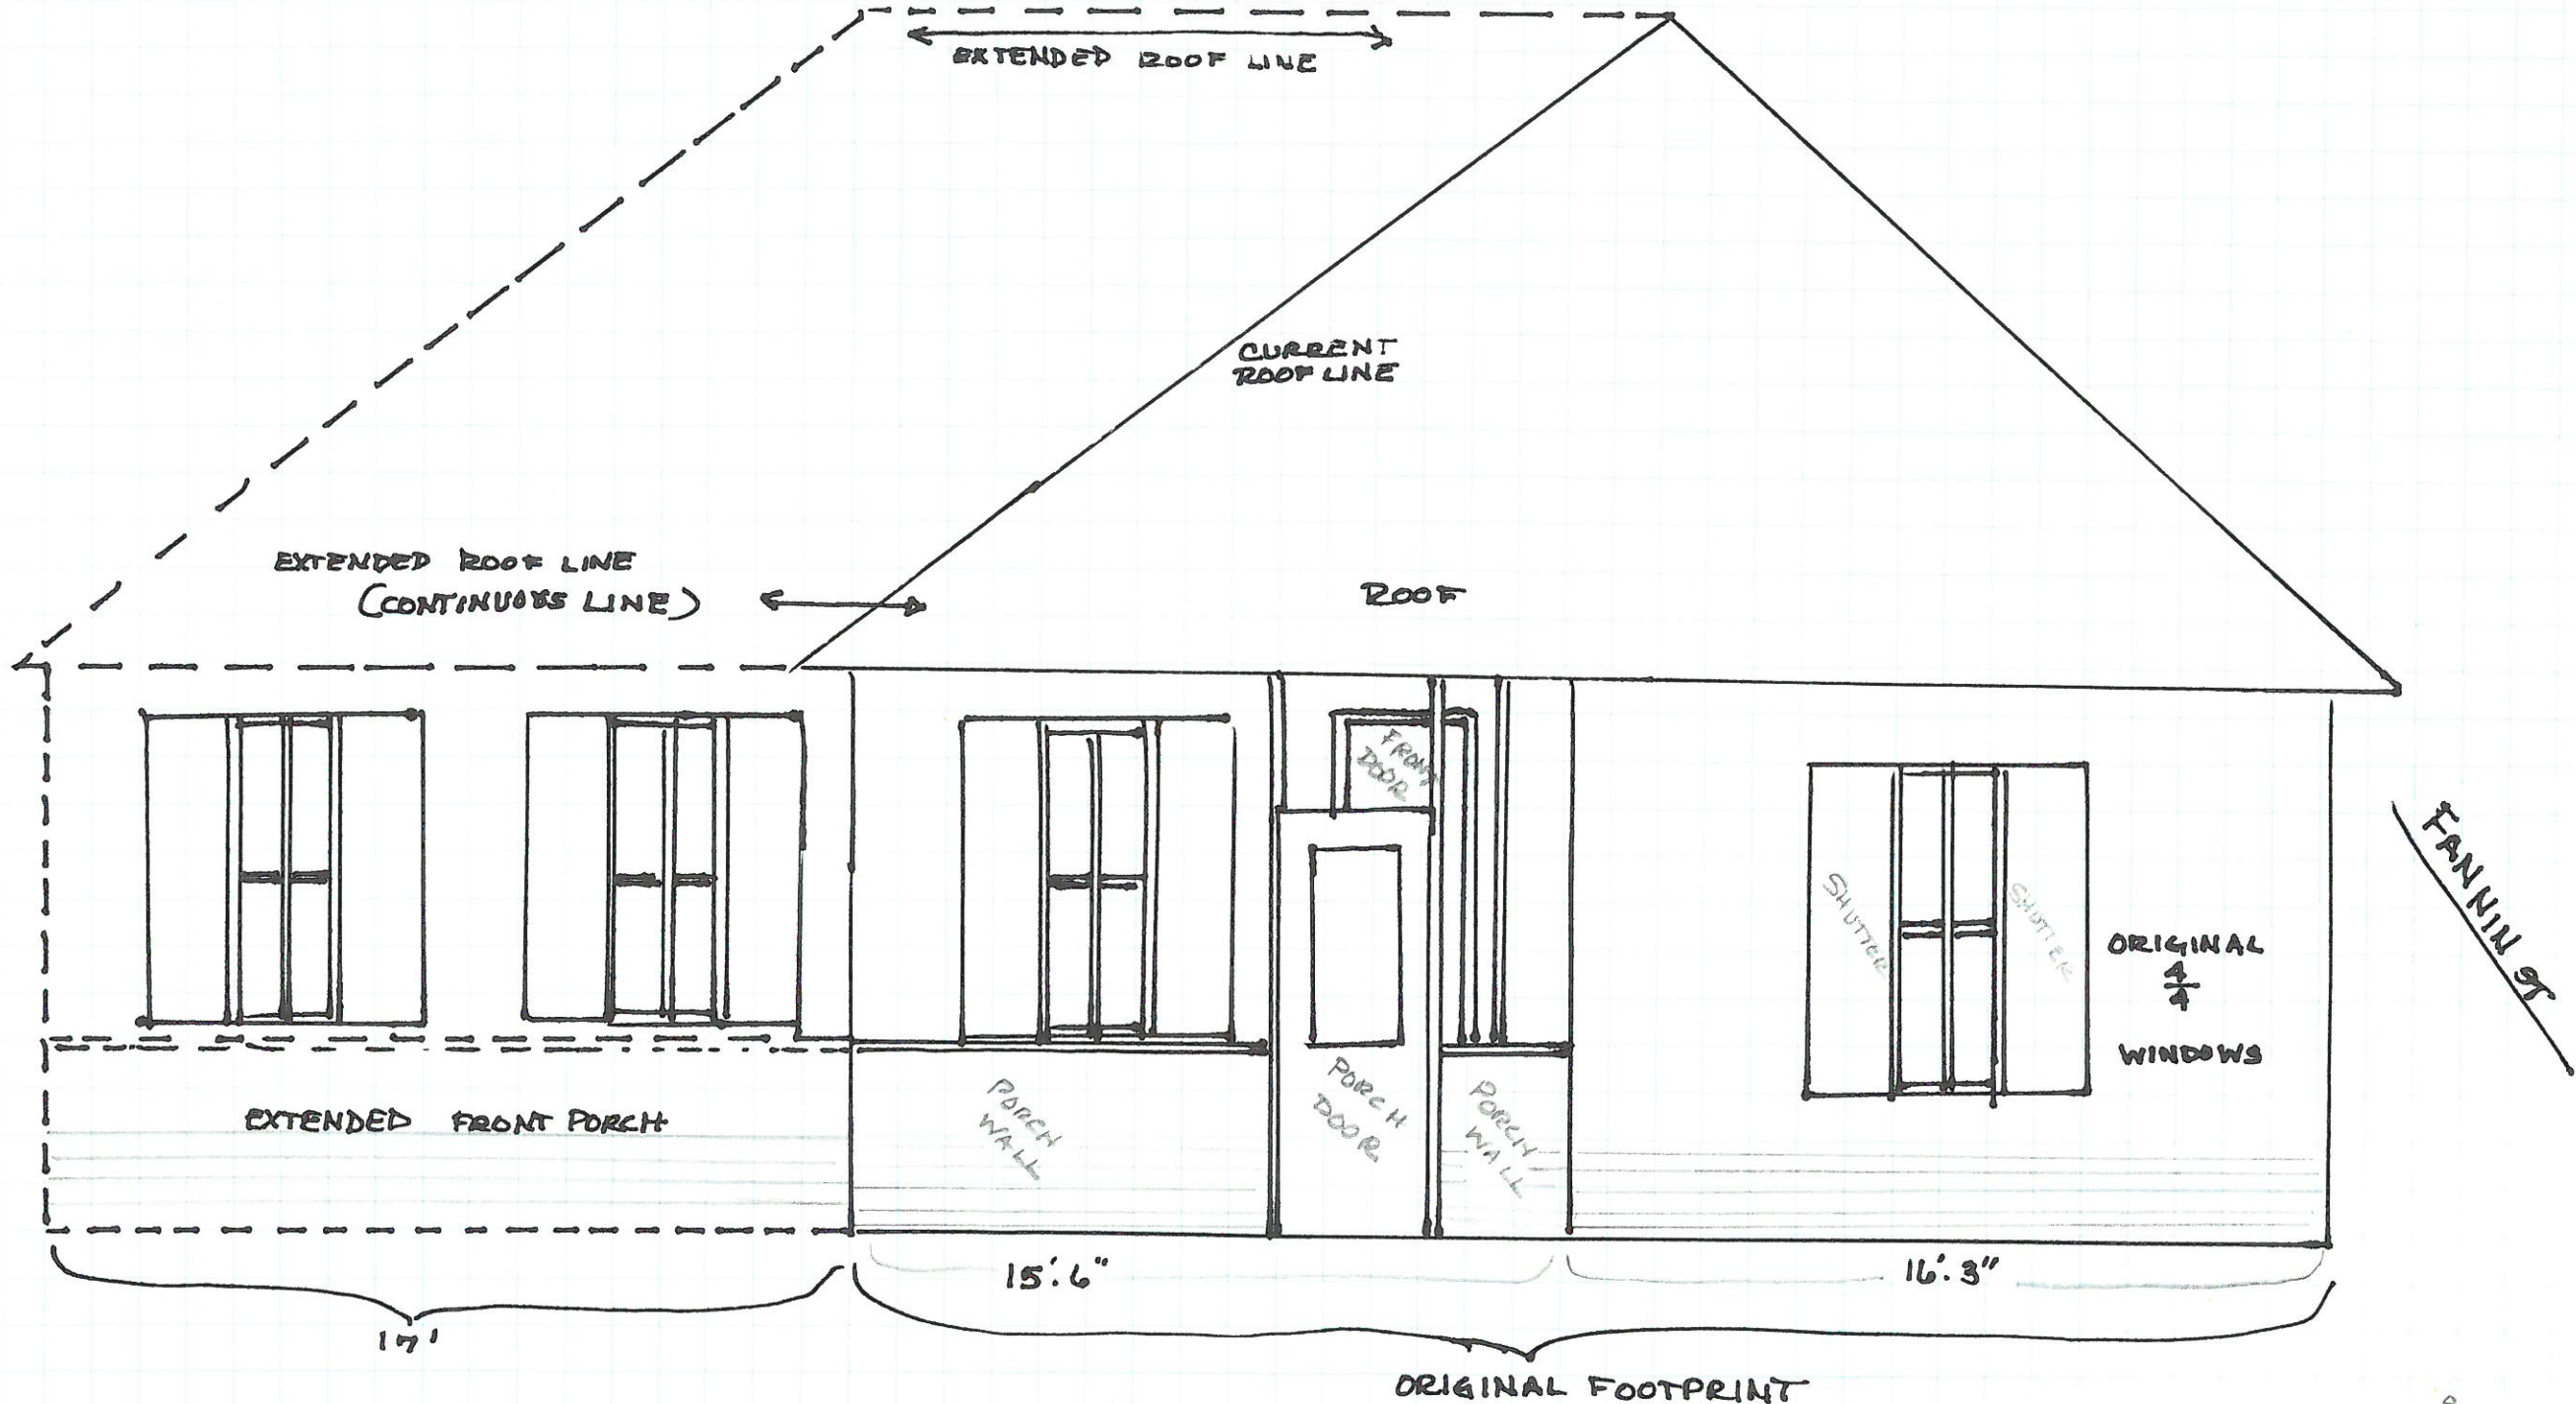 EXTENDED ROOF LINE
CURRENT
ROOF LINE
EXTENDED ROOF LINE
(CONTINUOUS LINE)
ROOF
FRONT
DOOR
FANNIN ST
SHUTTER
SHUTTER
ORIGINAL
4
4
WINDOWS
EXTENDED FRONT PORCH
PORCH
WALL
PORCH
DOOR
PORCH
WALL
15'.6"
16'.3"
17'
ORIGINAL FOOTPRINT